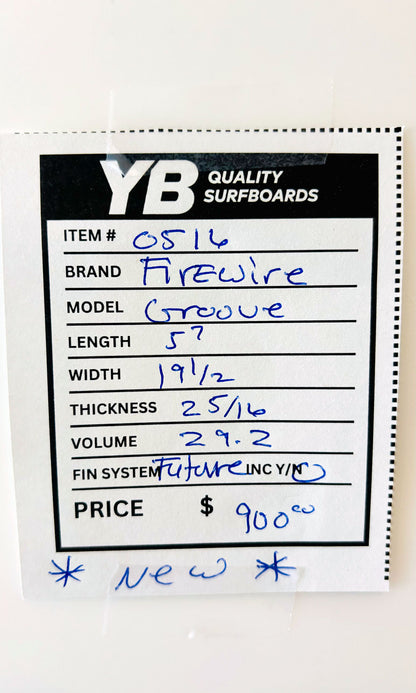 YB QUALITY
SURFBOARDS
ITEM # 0516
BRAND FIREWIRE
MODEL Groove
LENGTH 5 7
WIDTH 19 1/2
THICKNESS 2 5/16
VOLUME 29.2
FIN SYSTEM Future INC Y/N
PRICE $ 900 00
* NEW *